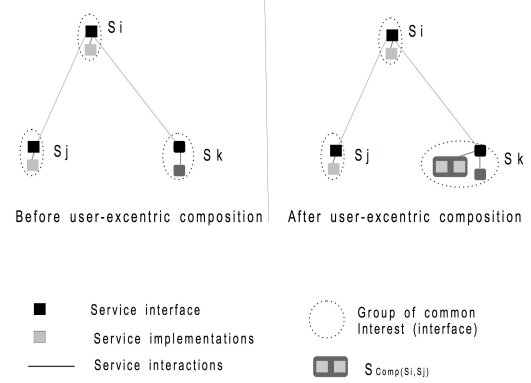 Si
Si
Sj
Sk
Sj
Sk
Before user-excentric composition
After user-excentric composition
Service interface
Group of common
Interest (interface)
Service implementations
Service interactions
S Comp(Si,Sj)